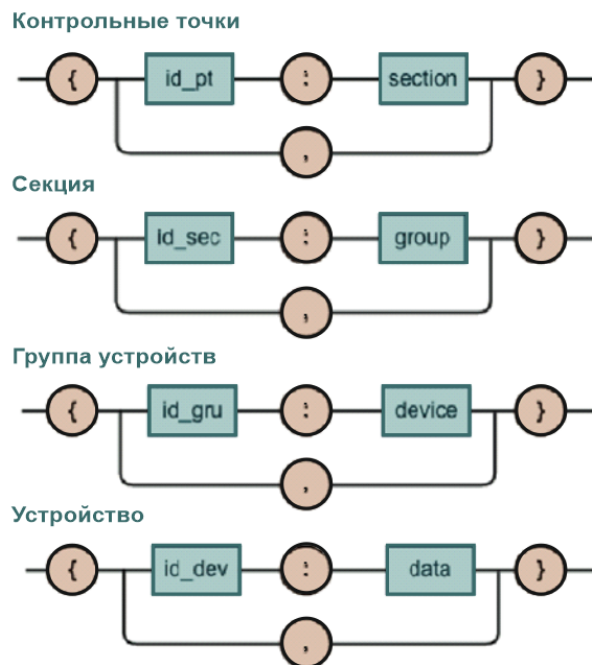 Контрольные точки
{ id_pt : section }
,
Секция
{ id_sec : group }
,
Группа устройств
{ id_gru : device }
,
Устройство
{ id_dev : data }
,